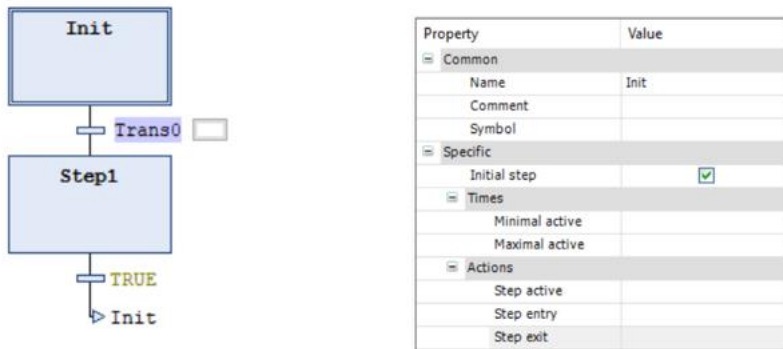 Init
Trans0
Step1
TRUE
Init
Property Value
Common
Name Init
Comment
Symbol
Specific
Initial step
Times
Minimal active
Maximal active
Actions
Step active
Step entry
Step exit